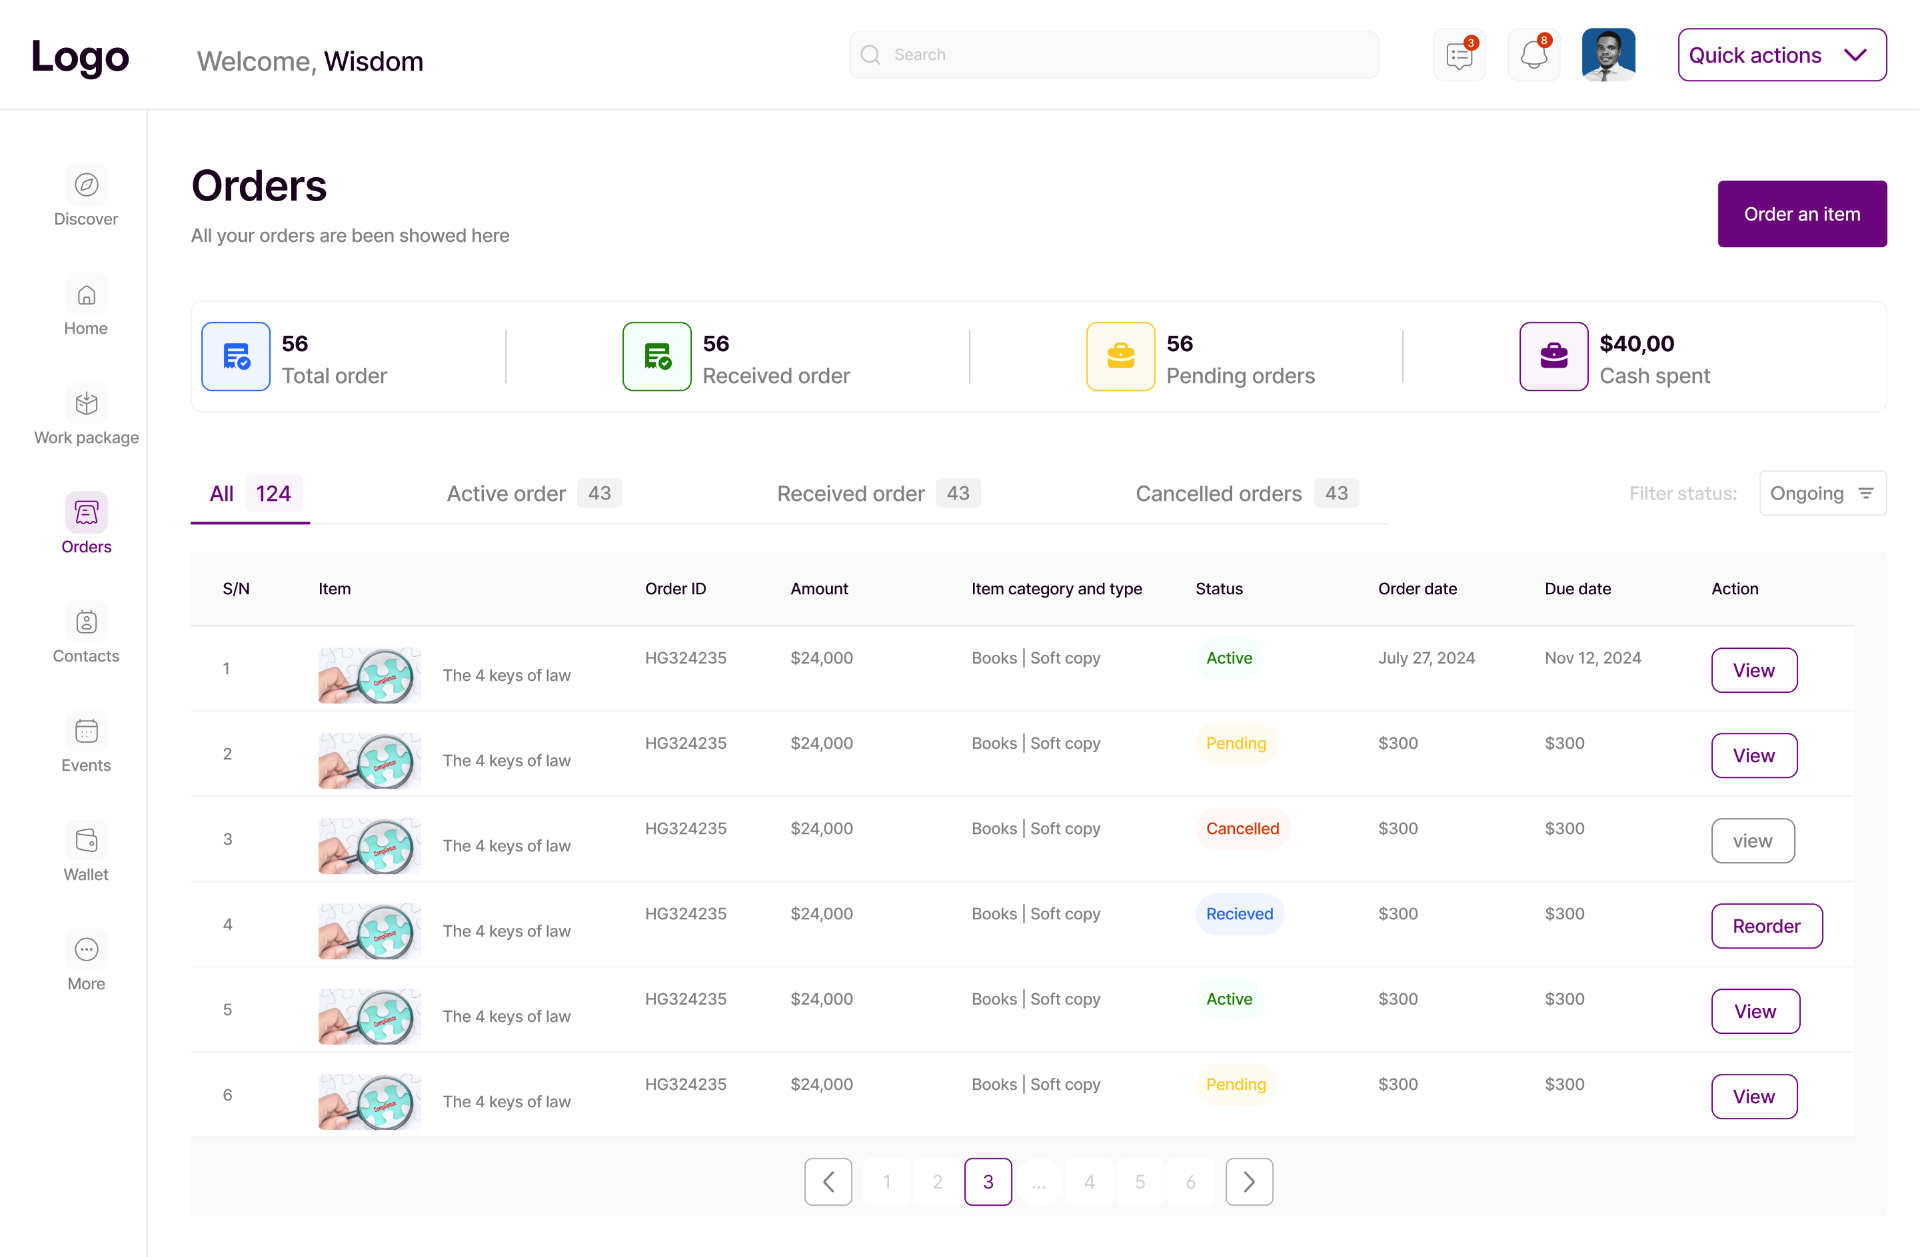 Logo
Welcome, Wisdom
Search
3
8
Quick actions
Discover
Home
Work package
Orders
Contacts
Events
Wallet
More
Orders
All your orders are been showed here
Order an item
56
Total order
56
Received order
56
Pending orders
$40,00
Cash spent
All 124
Active order 43
Received order 43
Cancelled orders 43
Filter status:
Ongoing
S/N Item Order ID Amount Item category and type Status Order date Due date Action
1 Compliance The 4 keys of law HG324235 $24,000 Books | Soft copy Active July 27, 2024 Nov 12, 2024 View
2 Compliance The 4 keys of law HG324235 $24,000 Books | Soft copy Pending $300 $300 View
3 Compliance The 4 keys of law HG324235 $24,000 Books | Soft copy Cancelled $300 $300 view
4 Compliance The 4 keys of law HG324235 $24,000 Books | Soft copy Recieved $300 $300 Reorder
5 Compliance The 4 keys of law HG324235 $24,000 Books | Soft copy Active $300 $300 View
6 Compliance The 4 keys of law HG324235 $24,000 Books | Soft copy Pending $300 $300 View
1 2 3 ... 4 5 6